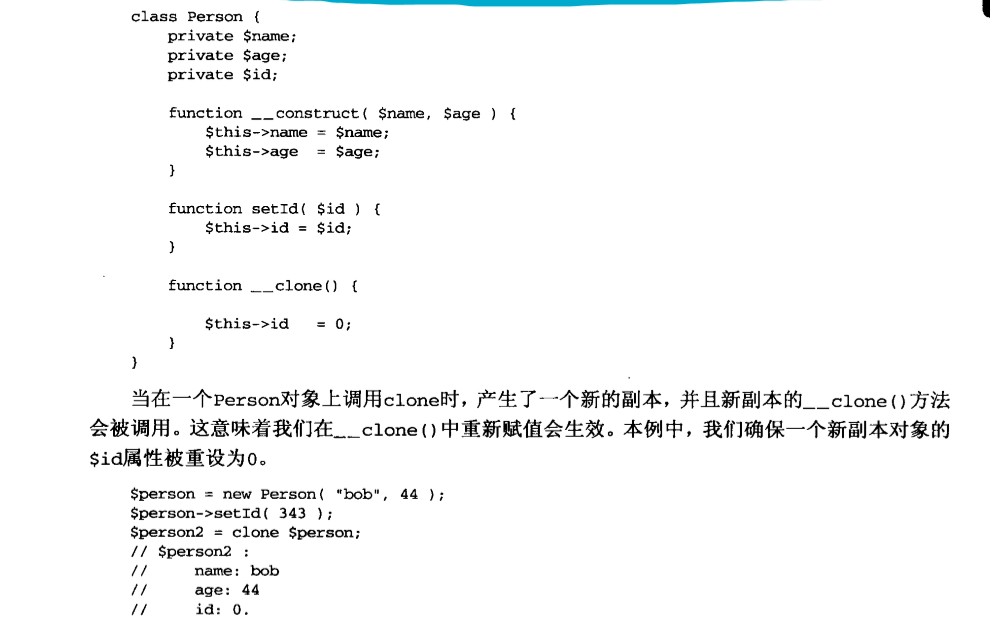 class Person {
    private $name;
    private $age;
    private $id;

    function __construct( $name, $age ) {
        $this->name = $name;
        $this->age  = $age;
    }

    function setId( $id ) {
        $this->id = $id;
    }

    function __clone() {

        $this->id   = 0;
    }
}
当在一个Person对象上调用clone时，产生了一个新的副本，并且新副本的__clone()方法
会被调用。这意味着我们在__clone()中重新赋值会生效。本例中，我们确保一个新副本对象的
$id属性被重设为0。
$person = new Person( "bob", 44 );
$person->setId( 343 );
$person2 = clone $person;
// $person2 :
//     name: bob
//     age: 44
//     id: 0.